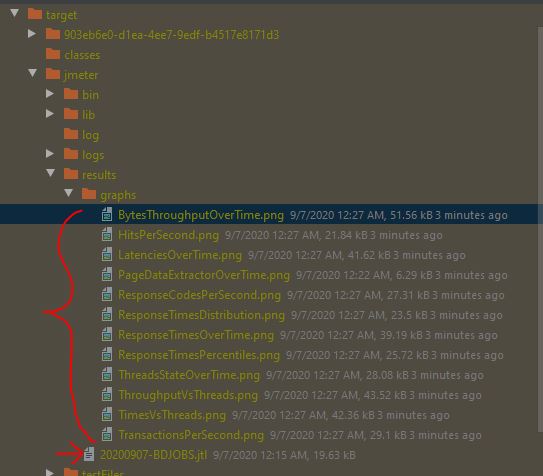 target
903eb6e0-d1ea-4ee7-9edf-b4517e8171d3
classes
jmeter
bin
lib
log
logs
results
graphs
BytesThroughputOverTime.png 9/7/2020 12:27 AM, 51.56 kB 3 minutes ago
HitsPerSecond.png 9/7/2020 12:27 AM, 21.84 kB 3 minutes ago
LatenciesOverTime.png 9/7/2020 12:27 AM, 41.62 kB 3 minutes ago
PageDataExtractorOverTime.png 9/7/2020 12:22 AM, 6.29 kB 3 minutes ago
ResponseCodesPerSecond.png 9/7/2020 12:27 AM, 27.31 kB 3 minutes ago
ResponseTimesDistribution.png 9/7/2020 12:27 AM, 23.5 kB 3 minutes ago
ResponseTimesOverTime.png 9/7/2020 12:27 AM, 39.19 kB 3 minutes ago
ResponseTimesPercentiles.png 9/7/2020 12:27 AM, 25.72 kB 3 minutes ago
ThreadsStateOverTime.png 9/7/2020 12:27 AM, 28.08 kB 3 minutes ago
ThroughputVsThreads.png 9/7/2020 12:27 AM, 43.52 kB 3 minutes ago
TimesVsThreads.png 9/7/2020 12:27 AM, 42.36 kB 3 minutes ago
TransactionsPerSecond.png 9/7/2020 12:27 AM, 29.1 kB 3 minutes ago
20200907-BDJOBS.jtl 9/7/2020 12:15 AM, 19.63 kB
testFiles